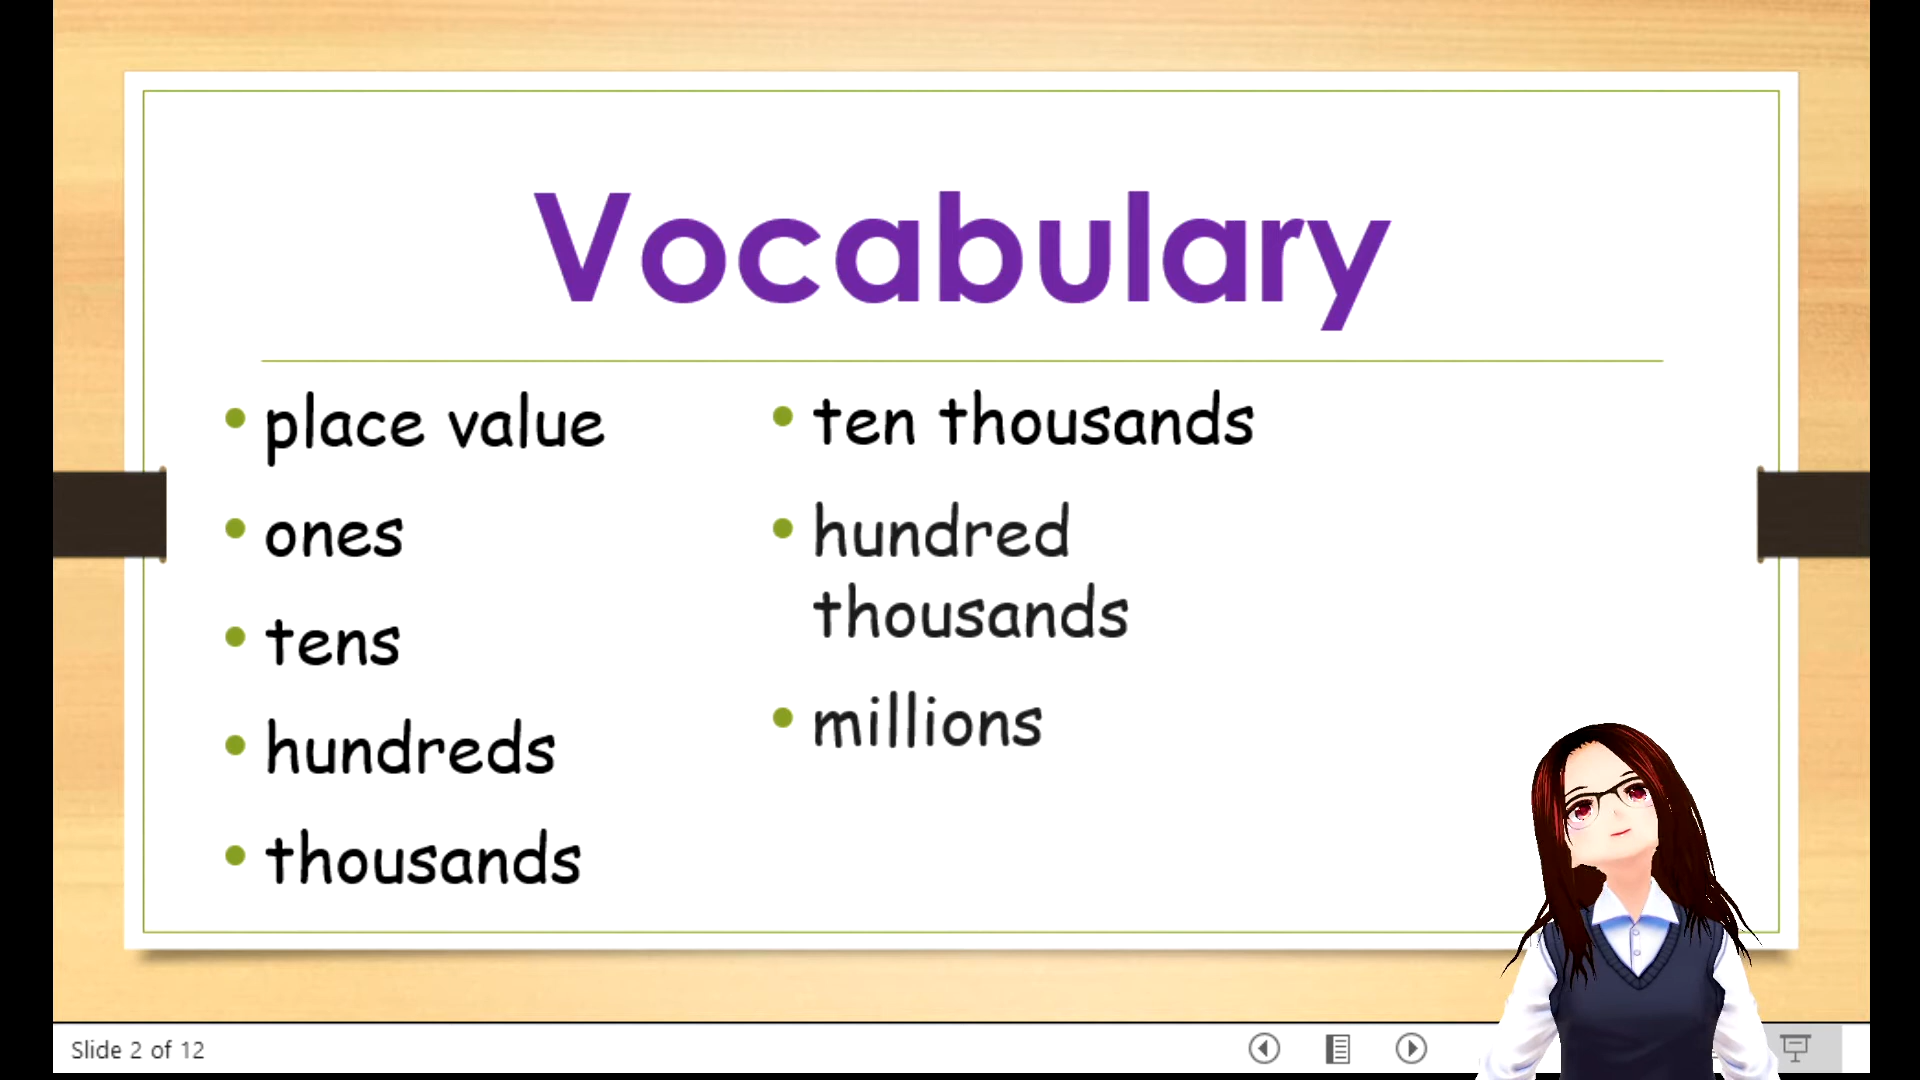 Vocabulary
place value
ones
tens
hundreds
thousands
ten thousands
hundred
thousands
millions
Slide 2 of 12